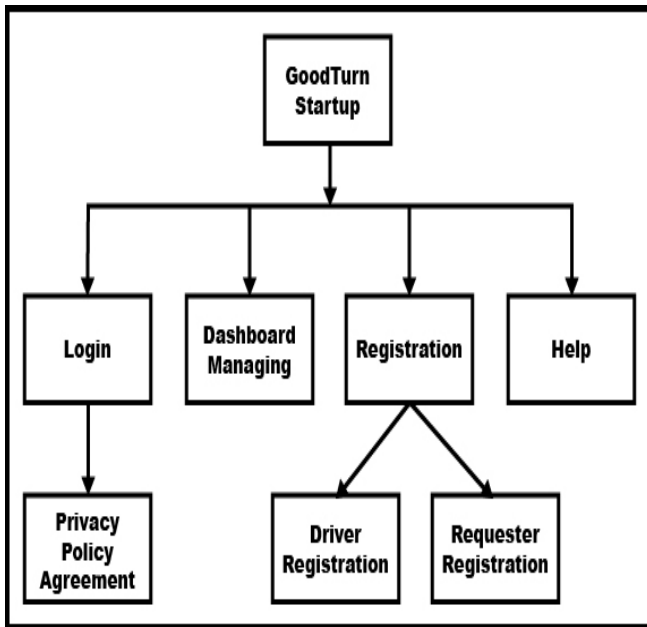 GoodTurn
Startup
Login
Dashboard
Managing
Registration
Help
Privacy
Policy
Agreement
Driver
Registration
Requester
Registration